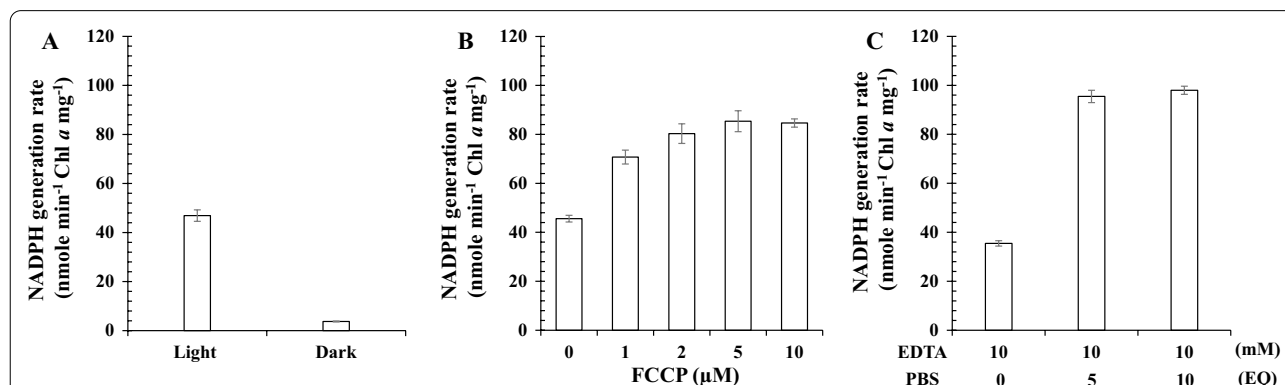 A
NADPH generation rate
(nmole min-1 Chl a mg-1)
120
100
80
60
40
20
0
Light Dark
B
NADPH generation rate
(nmole min-1 Chl a mg-1)
120
100
80
60
40
20
0
0 1 2 5 10
FCCP (µM)
C
NADPH generation rate
(nmole min-1 Chl a mg-1)
120
100
80
60
40
20
0
EDTA 10 10 10 (mM)
PBS 0 5 10 (EQ)